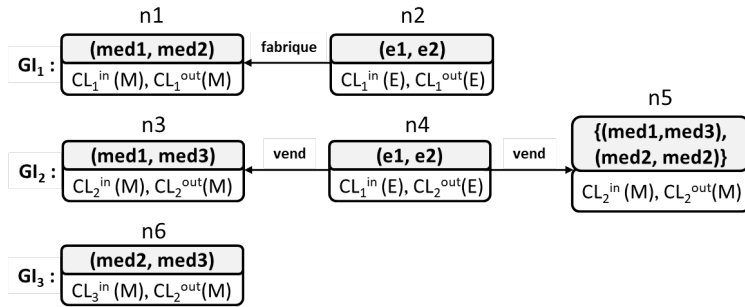 n1
n2
GI₁ :
(med1, med2)
fabrique
(e1, e2)
CL₁ⁱⁿ (M), CL₁ᵒᵘᵗ(M)
CL₁ⁱⁿ (E), CL₁ᵒᵘᵗ(E)
n3
n4
n5
GI₂ :
(med1, med3)
vend
(e1, e2)
vend
{(med1,med3),
(med2, med2)}
CL₂ⁱⁿ (M), CL₂ᵒᵘᵗ(M)
CL₁ⁱⁿ (E), CL₂ᵒᵘᵗ(E)
CL₂ⁱⁿ (M), CL₂ᵒᵘᵗ(M)
n6
GI₃ :
(med2, med3)
CL₃ⁱⁿ (M), CL₂ᵒᵘᵗ(M)